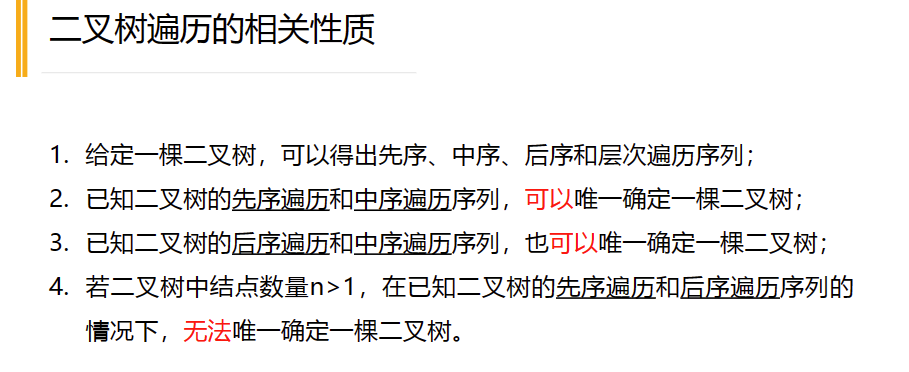 二叉树遍历的相关性质
1. 给定一棵二叉树，可以得出先序、中序、后序和层次遍历序列；
2. 已知二叉树的先序遍历和中序遍历序列，可以唯一确定一棵二叉树；
3. 已知二叉树的后序遍历和中序遍历序列，也可以唯一确定一棵二叉树；
4. 若二叉树中结点数量n>1，在已知二叉树的先序遍历和后序遍历序列的
情况下，无法唯一确定一棵二叉树。